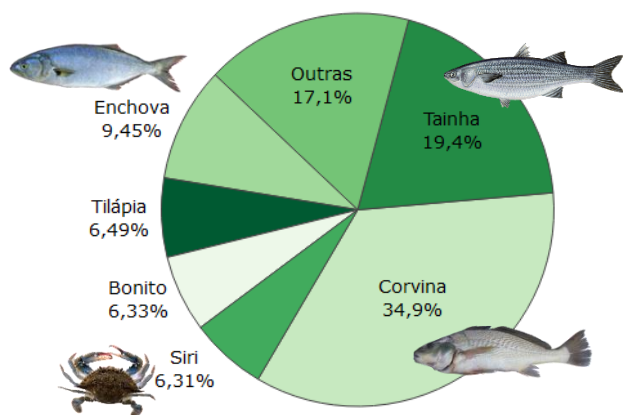 Outras
17,1%
Tainha
19,4%
Enchova
9,45%
Tilápia
6,49%
Corvina
34,9%
Bonito
6,33%
Siri
6,31%